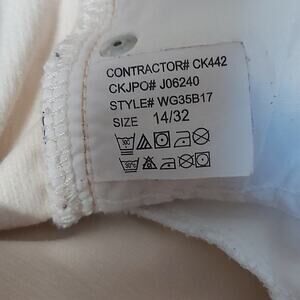 CONTRACTOR# CK442
CKJPO# J06240
STYLE# WG35B17
SIZE 14/32